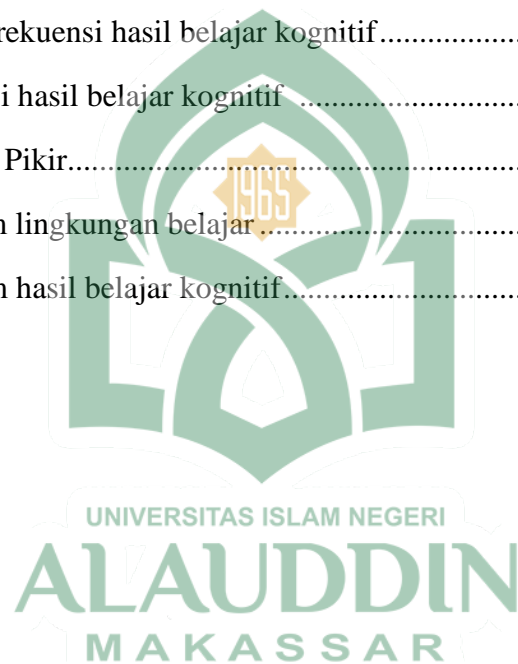 rekuensi hasil belajar kognitif.................
i hasil belajar kognitif ..........................
Pikir......................................................
1965
n lingkungan belajar ...............................
n hasil belajar kognitif............................
UNIVERSITAS ISLAM NEGERI
ALAUDDIN
MAKASSAR